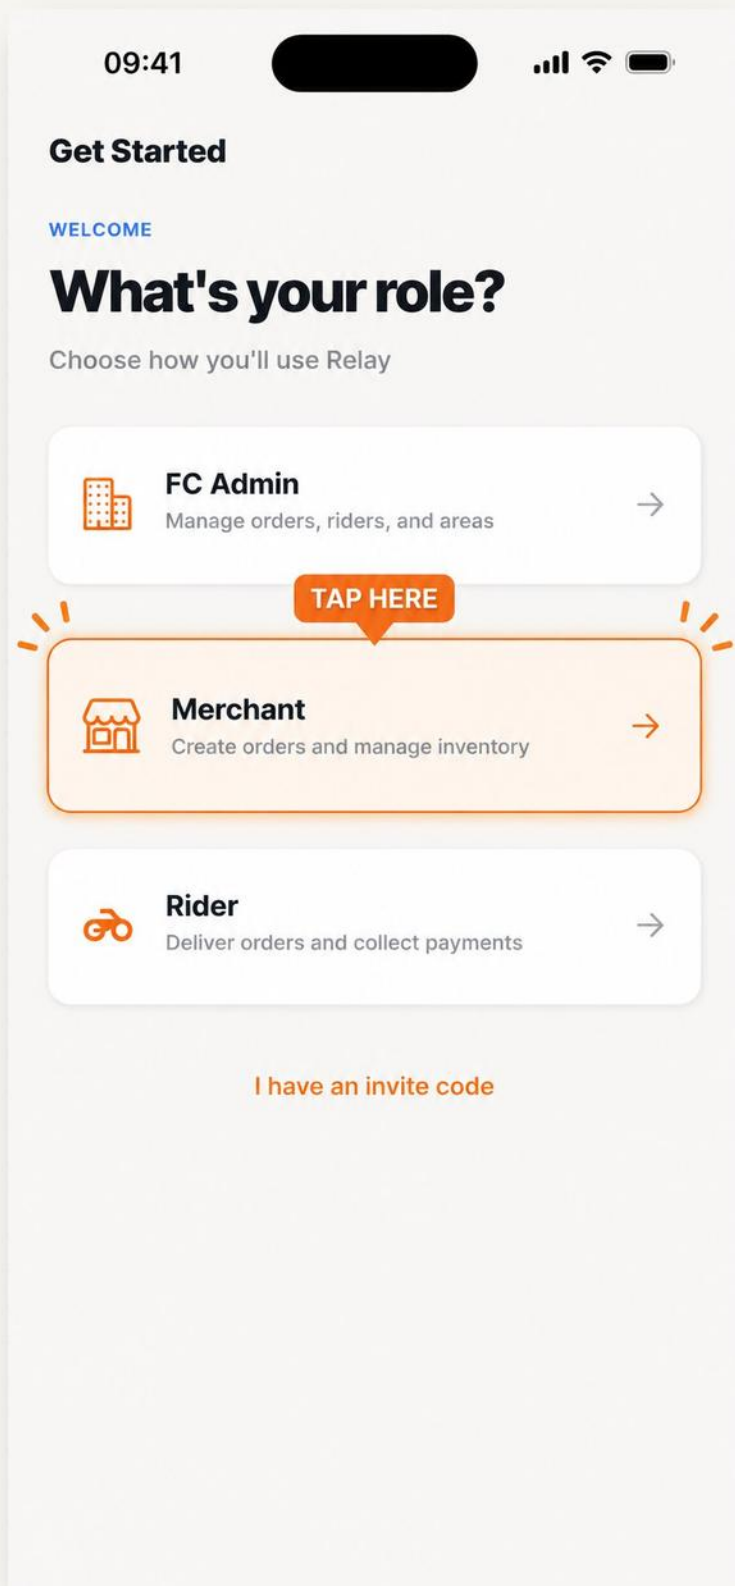 09:41
Get Started
WELCOME
What's your role?
Choose how you'll use Relay
FC Admin
Manage orders, riders, and areas
TAP HERE
Merchant
Create orders and manage inventory
Rider
Deliver orders and collect payments
I have an invite code